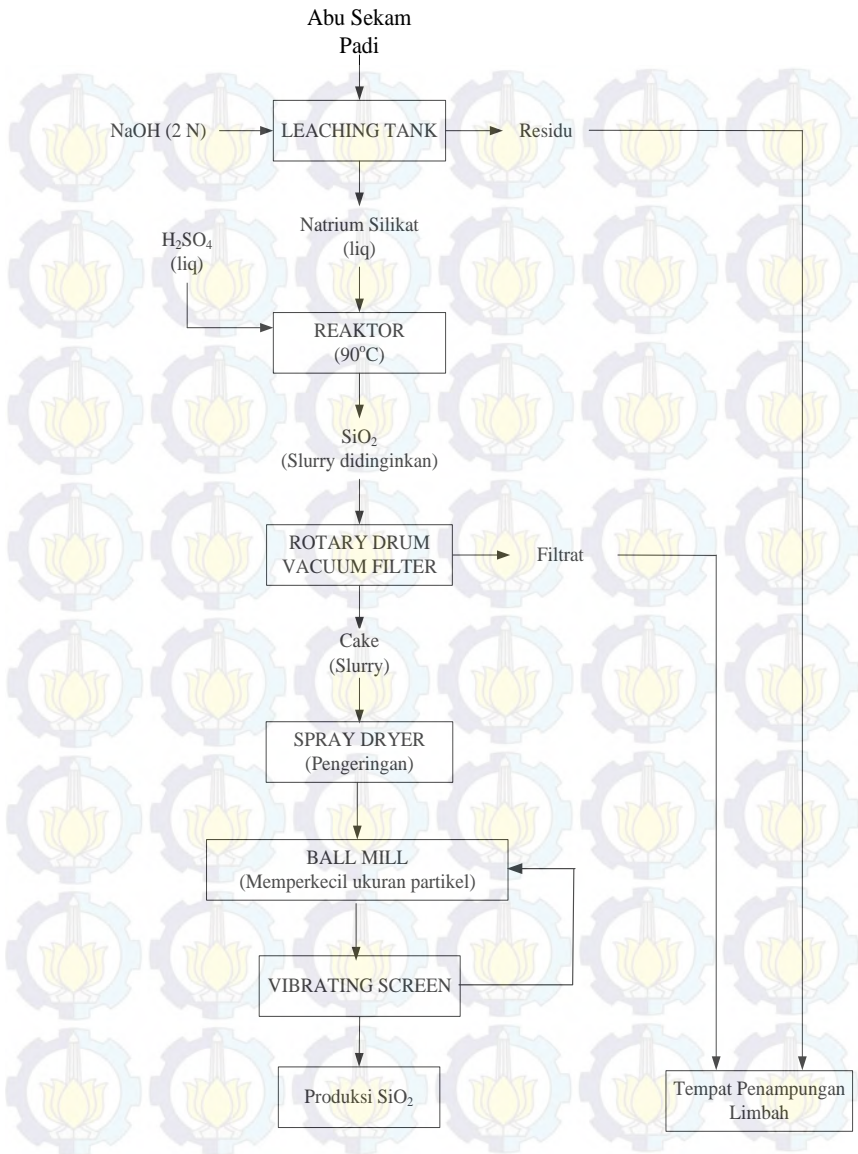 Abu Sekam
Padi
NaOH (2 N)
LEACHING TANK
Residu
H₂SO₄
(liq)
Natrium Silikat
(liq)
REAKTOR
(90°C)
SiO₂
(Slurry didinginkan)
ROTARY DRUM
VACUUM FILTER
Filtrat
Cake
(Slurry)
SPRAY DRYER
(Pengeringan)
BALL MILL
(Memperkecil ukuran partikel)
VIBRATING SCREEN
Produksi SiO₂
Tempat Penampungan
Limbah